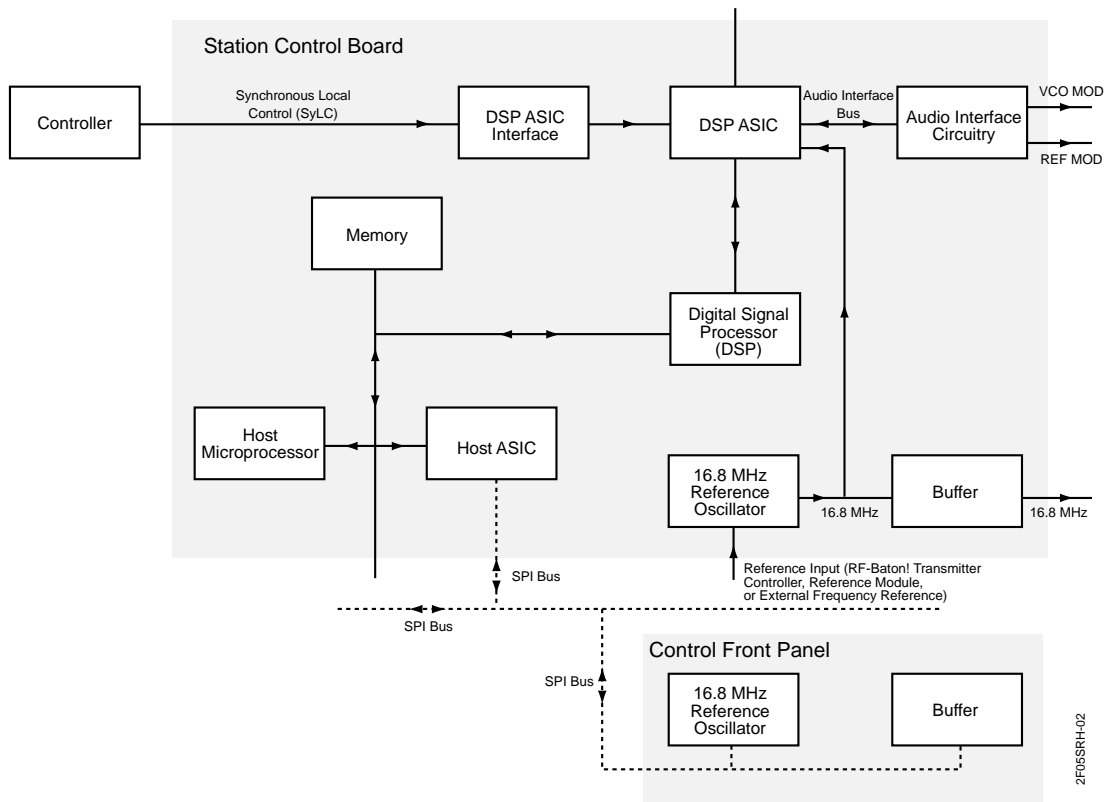 Station Control Board
Controller
Synchronous Local
Control (SyLC)
DSP ASIC
Interface
DSP ASIC
Audio Interface
Bus
Audio Interface
Circuitry
VCO MOD
REF MOD
Memory
Digital Signal
Processor
(DSP)
Host
Microprocessor
Host ASIC
16.8 MHz
Reference
Oscillator
16.8 MHz
Buffer
16.8 MHz
Reference Input (RF-Baton! Transmitter
Controller, Reference Module,
or External Frequency Reference)
SPI Bus
SPI Bus
SPI Bus
Control Front Panel
16.8 MHz
Reference
Oscillator
Buffer
2F05SRH-02